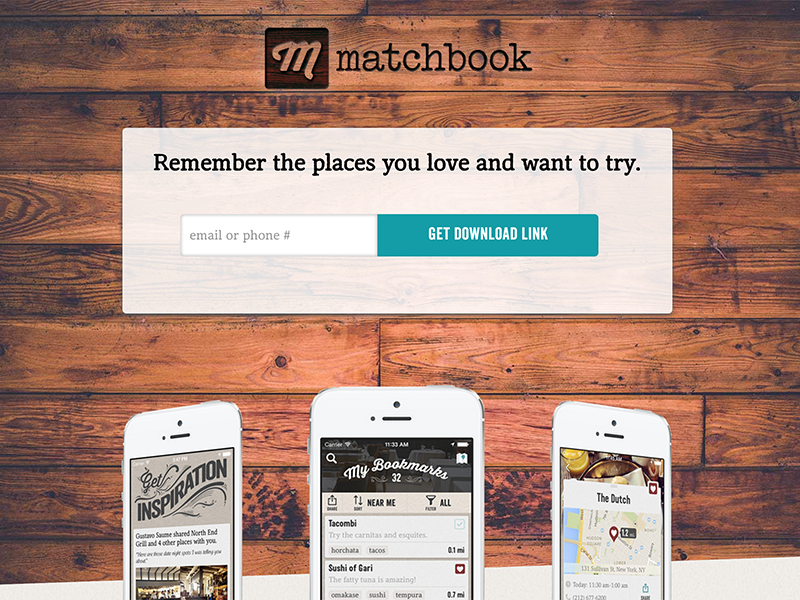 m matchbook
Remember the places you love and want to try.
email or phone #
GET DOWNLOAD LINK
Get
INSPIRATION
Gustavo Saume shared North End
Grill and 4 other places with you.
"Here are those date night spots I was telling you
about."
Carrier 11:33 AM
My Bookmarks
32
SHARE
SORT
NEAR ME
FILTER
ALL
Tacombi
Try the carnitas and esquites.
horchata tacos 0.1 mi
Sushi of Gari
The fatty tuna is amazing!
omakase sushi tempura 0.7 mi
The Dutch
1.2
131 Sullivan St, New York, NY
Today: 11:30 am-1:00 am
(212) 677-6200
SHARE